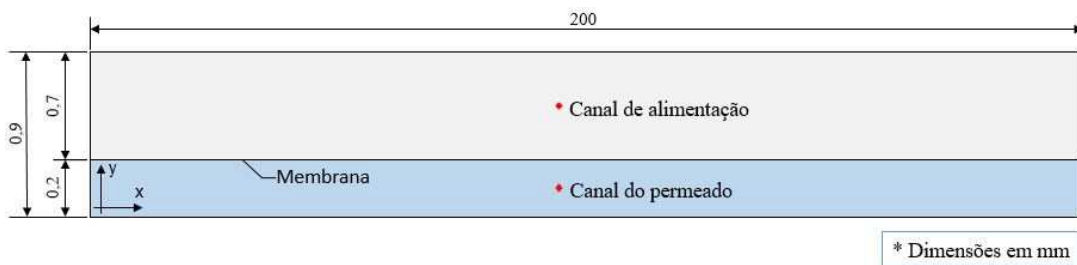 200
0,9
0,7
0,2
Canal de alimentação
Membrana
y
x
Canal do permeado
* Dimensões em mm